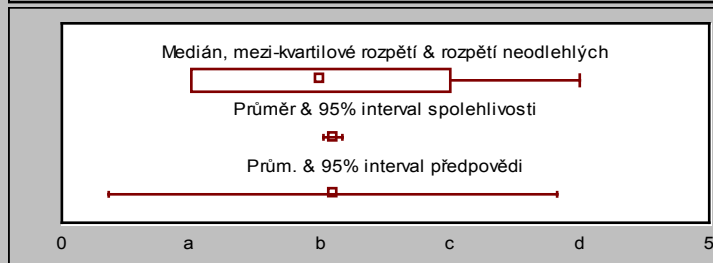 Medián, mezi-kvartilové rozpětí & rozpětí neodlehlých
Průměr & 95% interval spolehlivosti
Prům. & 95% interval předpovědi
0 a b c d 5